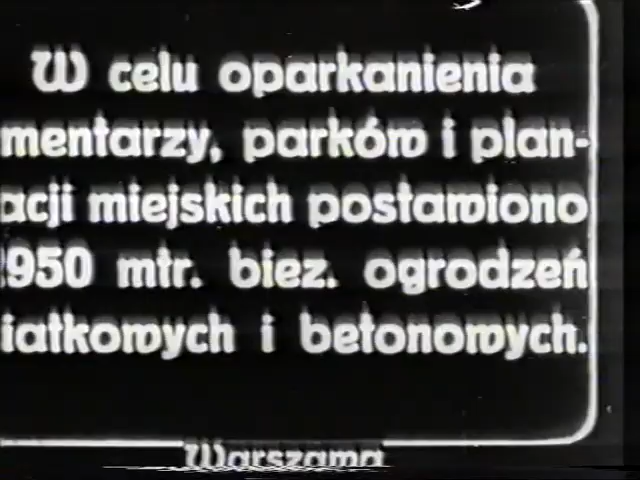 W celu oparkanienia
mentarzy, parków i plan-
acji miejskich postawiono
950 mtr. biez. ogrodzeń
iatkowych i betonowych.
Warszawa